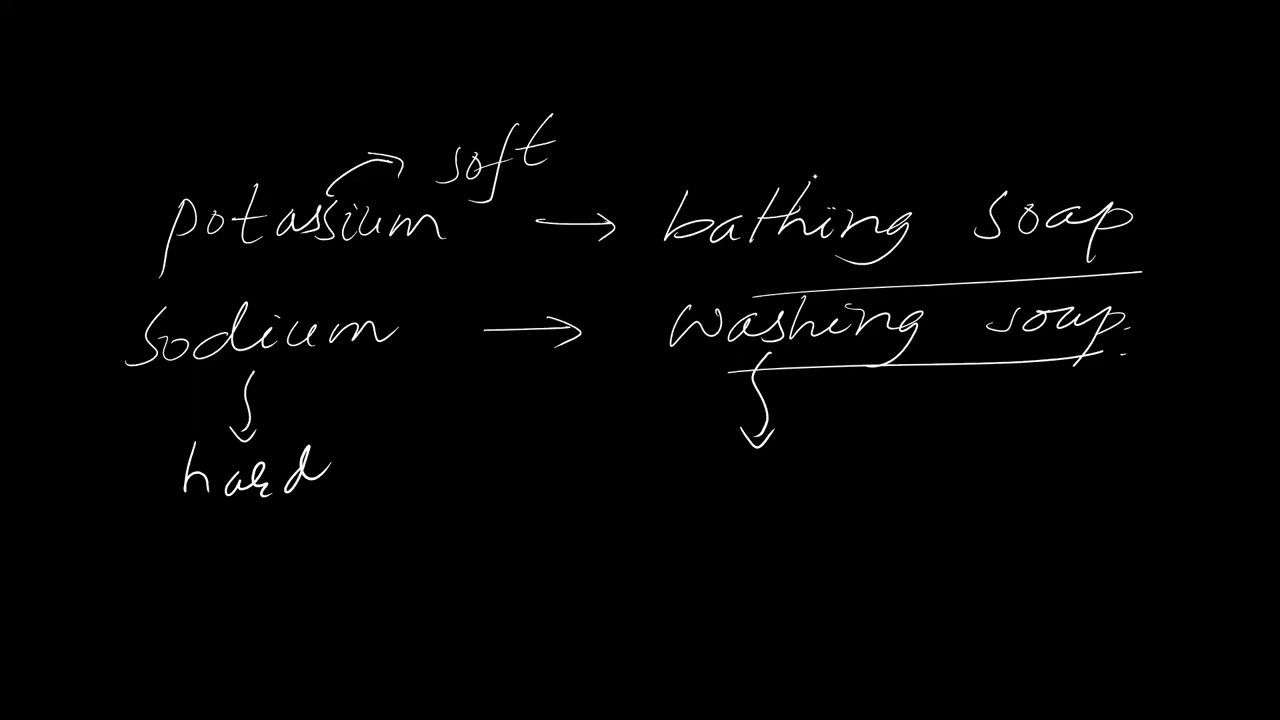 soft
potassium → bathing soap
sodium → washing soap.
hard